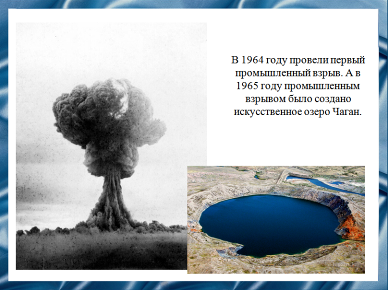 В 1964 году провели первый
промышленный взрыв. А в
1965 году промышленным
взрывом было создано
искусственное озеро Чаган.